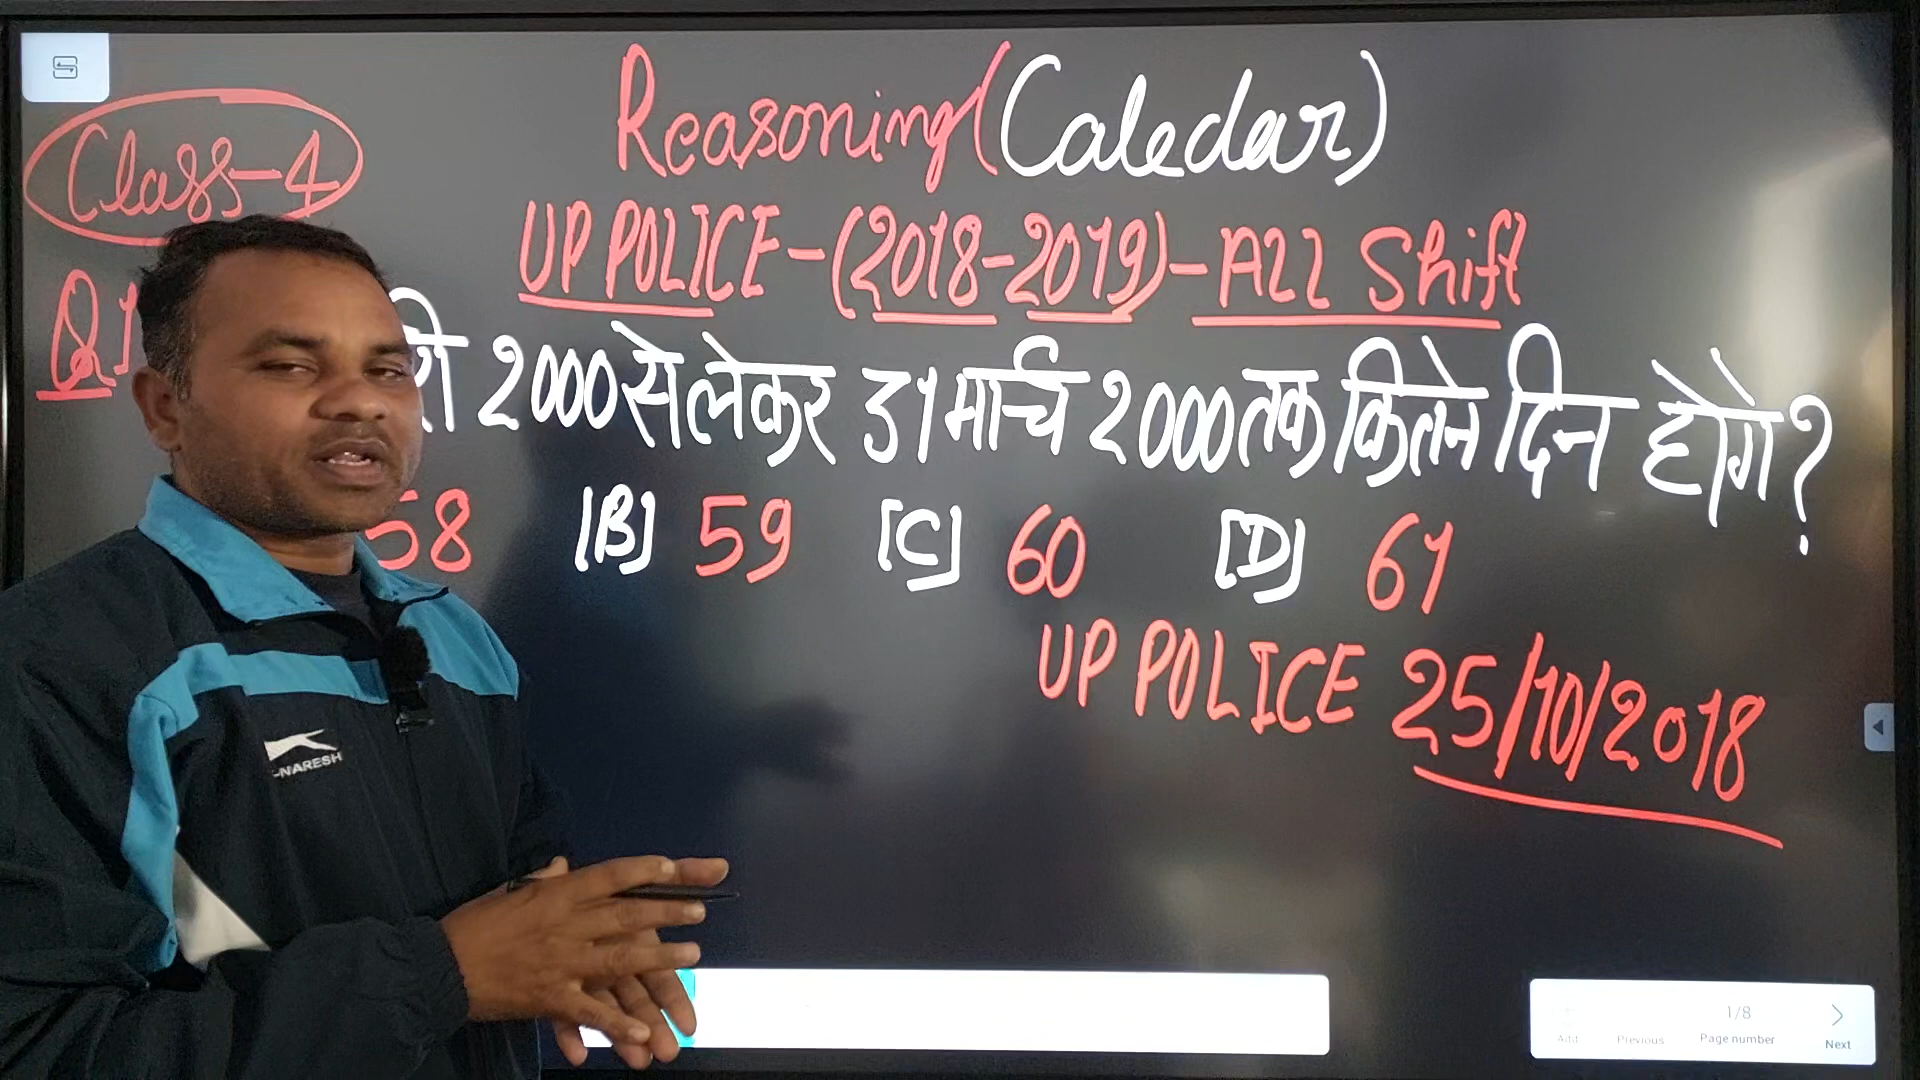 Class-4
Reasoning (Caledar)
UP POLICE-(2018-2019)-All Shift
Q1
2000 से लेकर 31 मार्च 2000 तक कितने दिन होगे?
58 [B] 59 [C] 60 [D] 61
UP POLICE 25/10/2018
-NARESH
1/8
Add Previous Page number Next